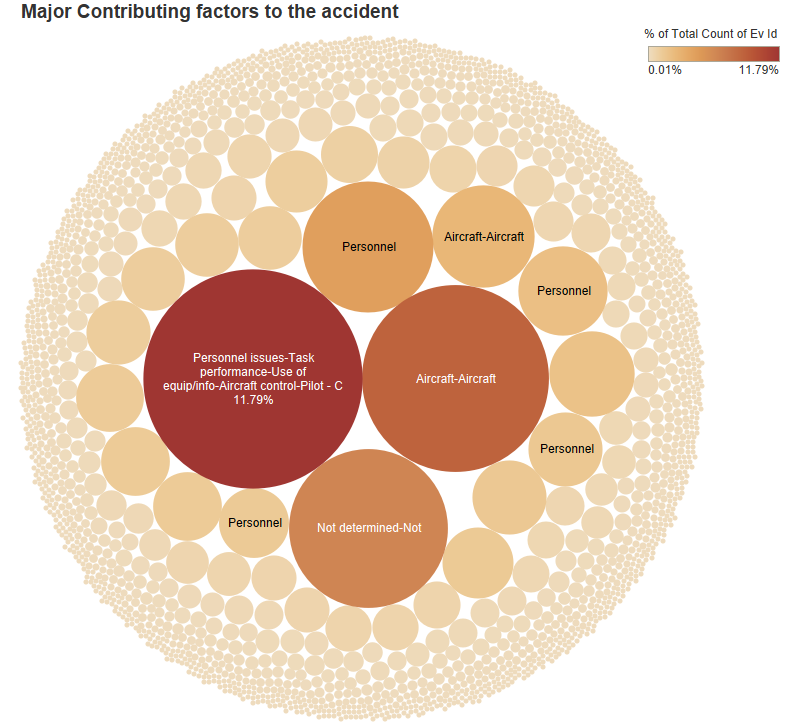 Major Contributing factors to the accident
% of Total Count of Ev Id
0.01% 11.79%
Personnel
Aircraft-Aircraft
Personnel
Personnel issues-Task
performance-Use of
equip/info-Aircraft control-Pilot - C
11.79%
Aircraft-Aircraft
Personnel
Personnel
Not determined-Not